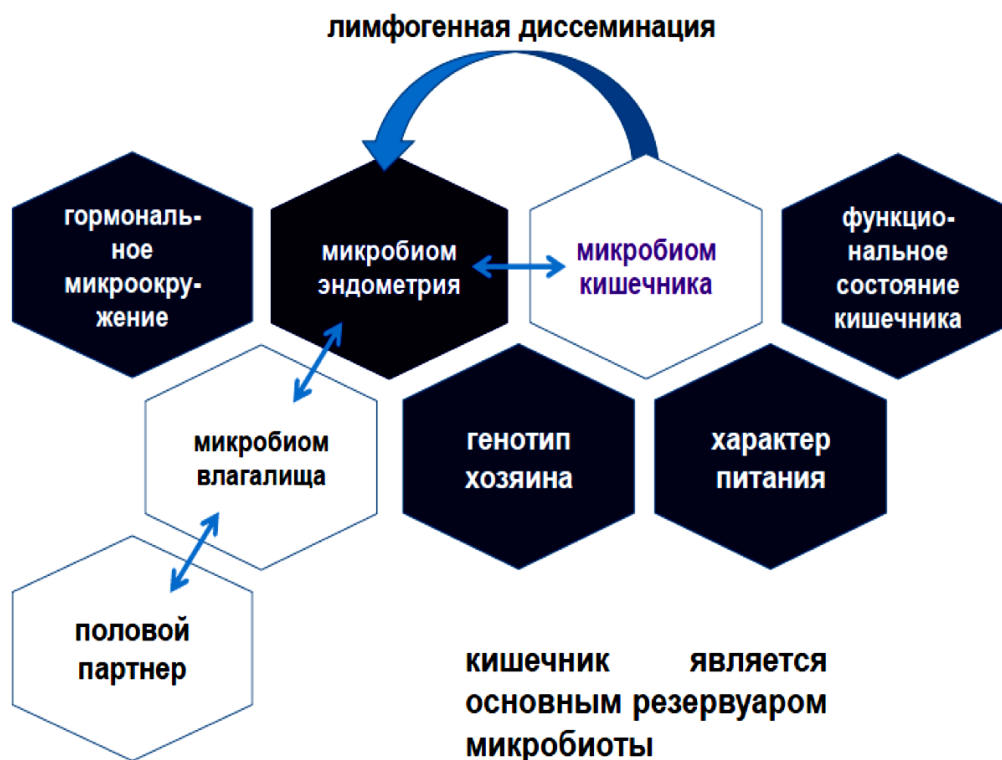 лимфогенная диссеминация
гормональ-
ное
микроокру-
жение
микробиом
эндометрия
микробиом
кишечника
функцио-
нальное
состояние
кишечника
микробиом
влагалища
генотип
хозяина
характер
питания
половой
партнер
кишечник является
основным резервуаром
микробиоты